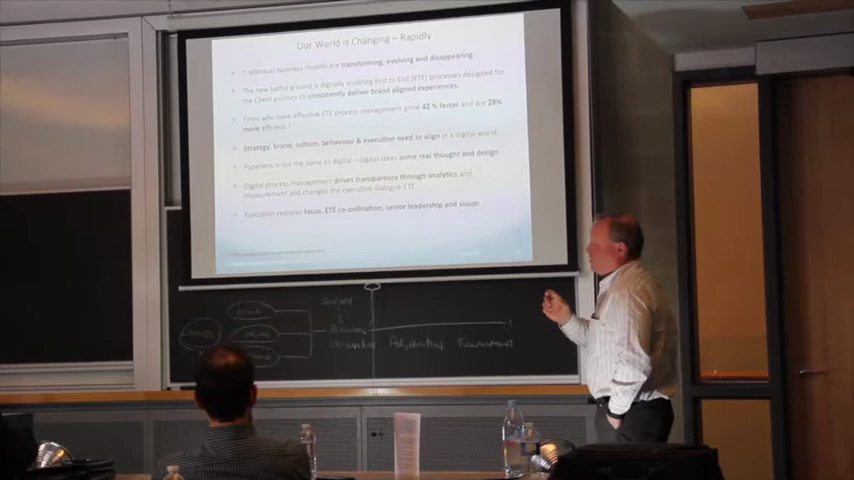 Our World is Changing – Rapidly
business models are transforming, evolving and disappearing
The new battle ground is digitally enabling End to End (ETE) processes designed for
the Client journey to consistently deliver brand aligned experiences.
Firms who have effective ETE process management grow 42 % faster and are 28%
more efficient.
Strategy, brand, culture, behaviour & execution need to align in a digital world.
Paperless is not the same as digital – digital takes some real thought and design.
Digital process management drives transparency through analytics and
measurement and changes the executive dialogue ETE.
Execution requires focus, ETE co-ordination, senior leadership and vision